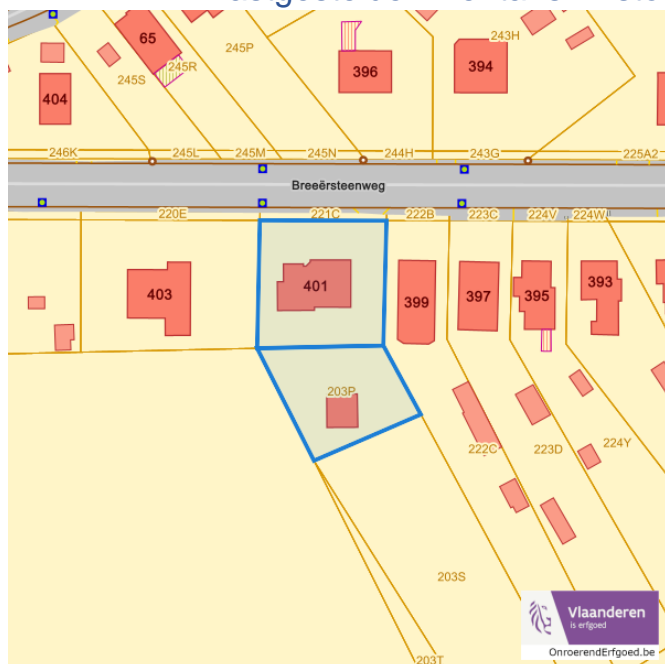 65
245P
243H
245R
396
394
245S
404
246K
245L
245M
245N
244H
243G
225A2
Breeërsteenweg
220E
221C
222B
223C
224V
224W
403
401
399
397
395
393
203P
222C
223D
224Y
203S
203T
Vlaanderen
is erfgoed
OnroerendErfgoed.be